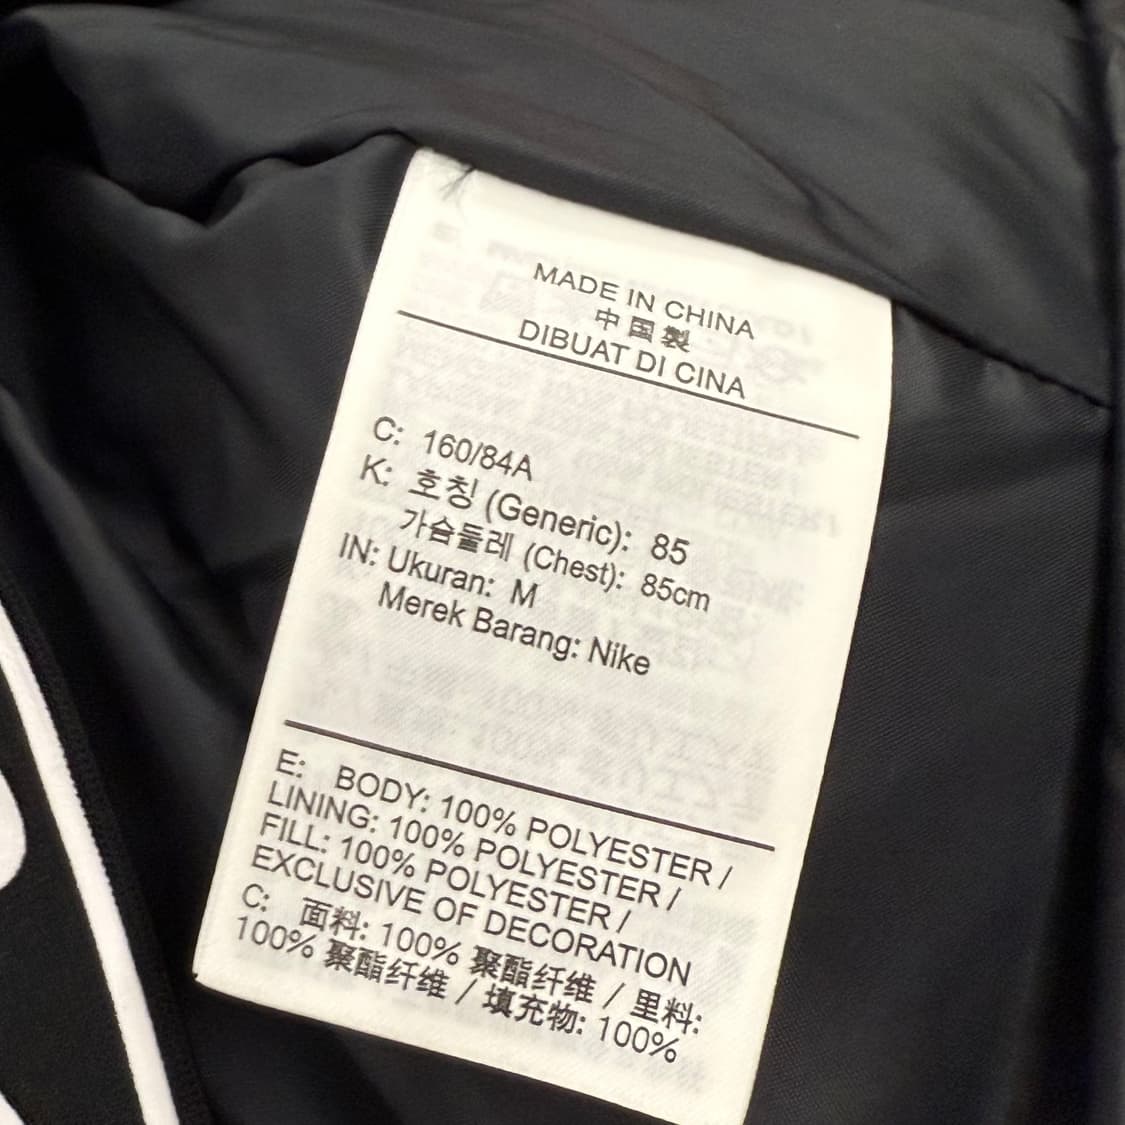 MADE IN CHINA
中国製
DIBUAT DI CINA
C: 160/84A
K: 호칭 (Generic): 85
가슴둘레 (Chest): 85cm
IN: Ukuran: M
Merek Barang: Nike
E: BODY: 100% POLYESTER /
LINING: 100% POLYESTER /
FILL: 100% POLYESTER /
EXCLUSIVE OF DECORATION
C: 面料: 100% 聚酯纤维 / 里料:
100% 聚酯纤维 / 填充物: 100%